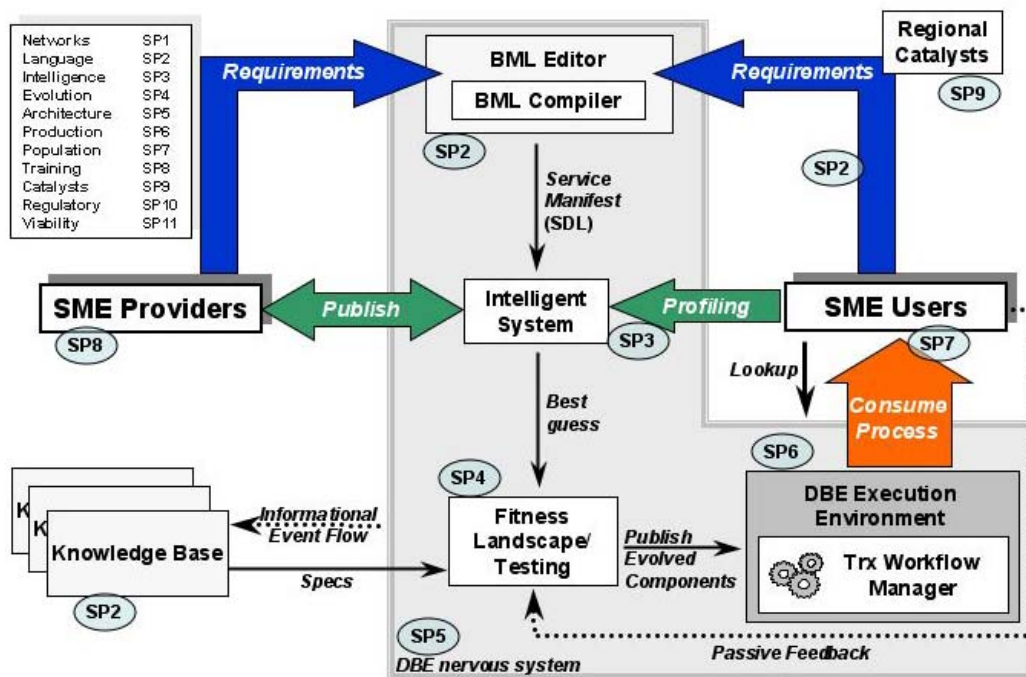 Networks SP1
Language SP2
Intelligence SP3
Evolution SP4
Architecture SP5
Production SP6
Population SP7
Training SP8
Catalysts SP9
Regulatory SP10
Viability SP11
Requirements
BML Editor
BML Compiler
SP2
Requirements
Regional
Catalysts
SP9
SP2
Service
Manifest
(SDL)
SME Providers
SP8
Publish
Intelligent
System
SP3
Profiling
SME Users
SP7
Lookup
Consume
Process
Best
guess
SP6
SP4
DBE Execution
Environment
Trx Workflow
Manager
Fitness
Landscape/
Testing
Publish
Evolved
Components
K
K
Knowledge Base
SP2
Informational
Event Flow
Specs
SP5
DBE nervous system
Passive Feedback